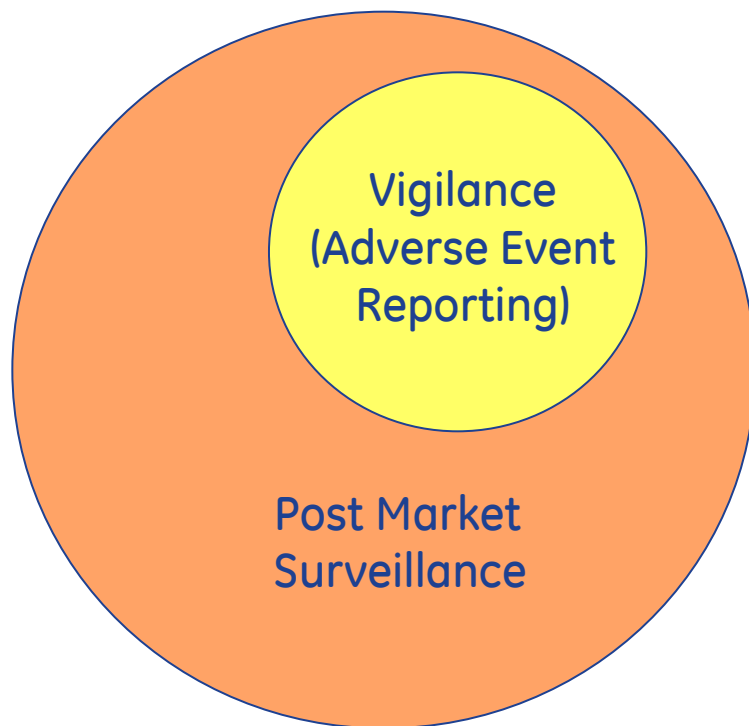 Vigilance
(Adverse Event
Reporting)
Post Market
Surveillance